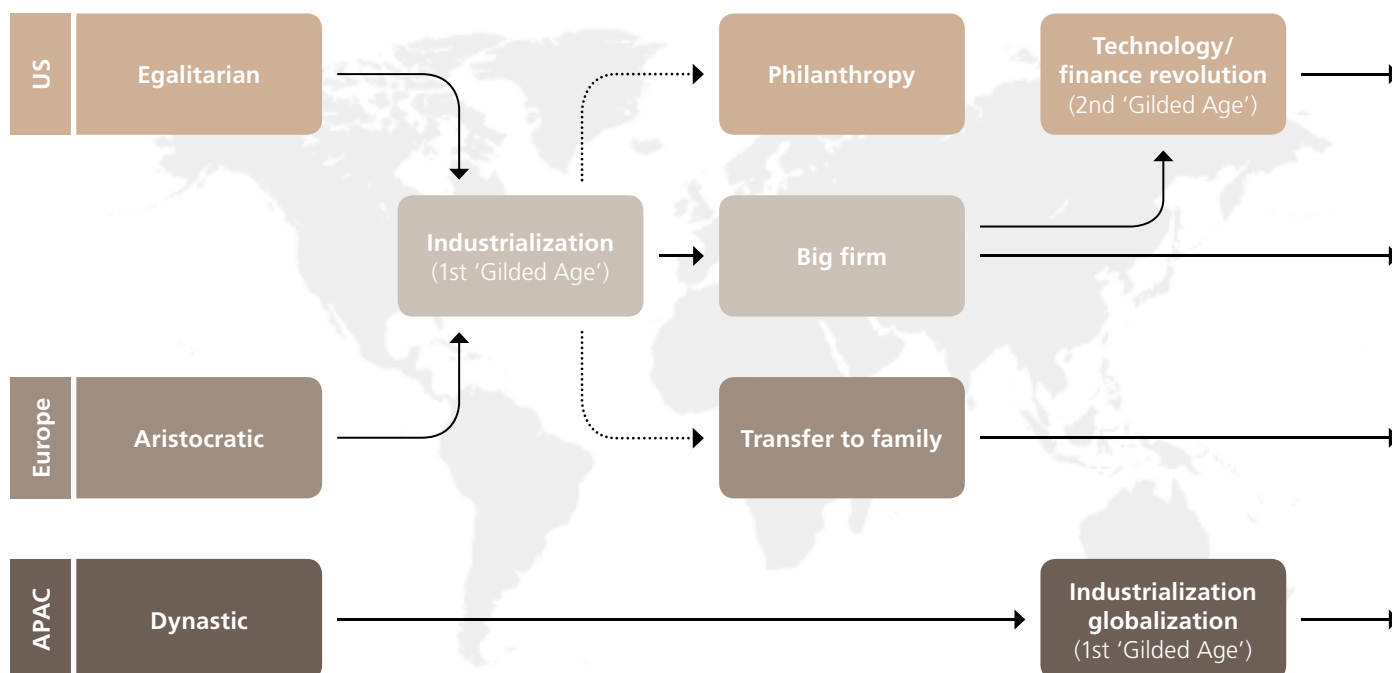 US
Egalitarian
Philanthropy
Technology/
finance revolution
(2nd ‘Gilded Age’)
Industrialization
(1st ‘Gilded Age’)
Big firm
Europe
Aristocratic
Transfer to family
APAC
Dynastic
Industrialization
globalization
(1st ‘Gilded Age’)